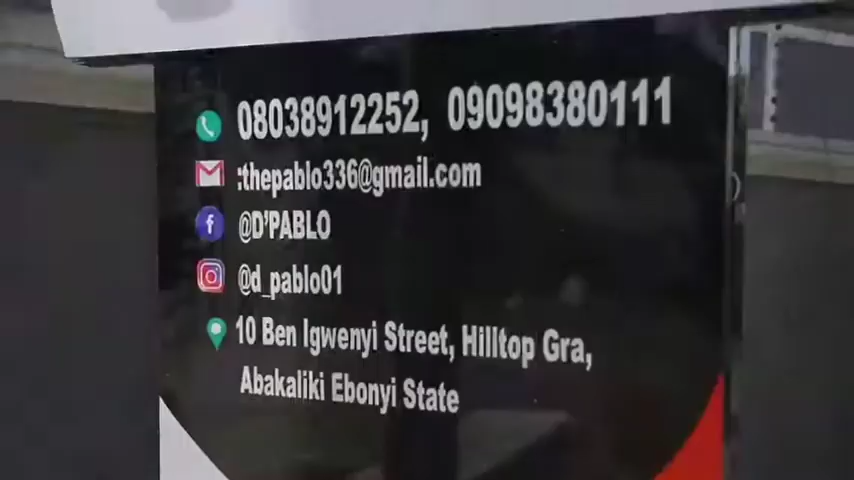 08038912252, 09098380111
:thepablo336@gmail.com
@D'PABLO
@d_pablo01
10 Ben Igwenyi Street, Hilltop Gra,
Abakaliki Ebonyi State